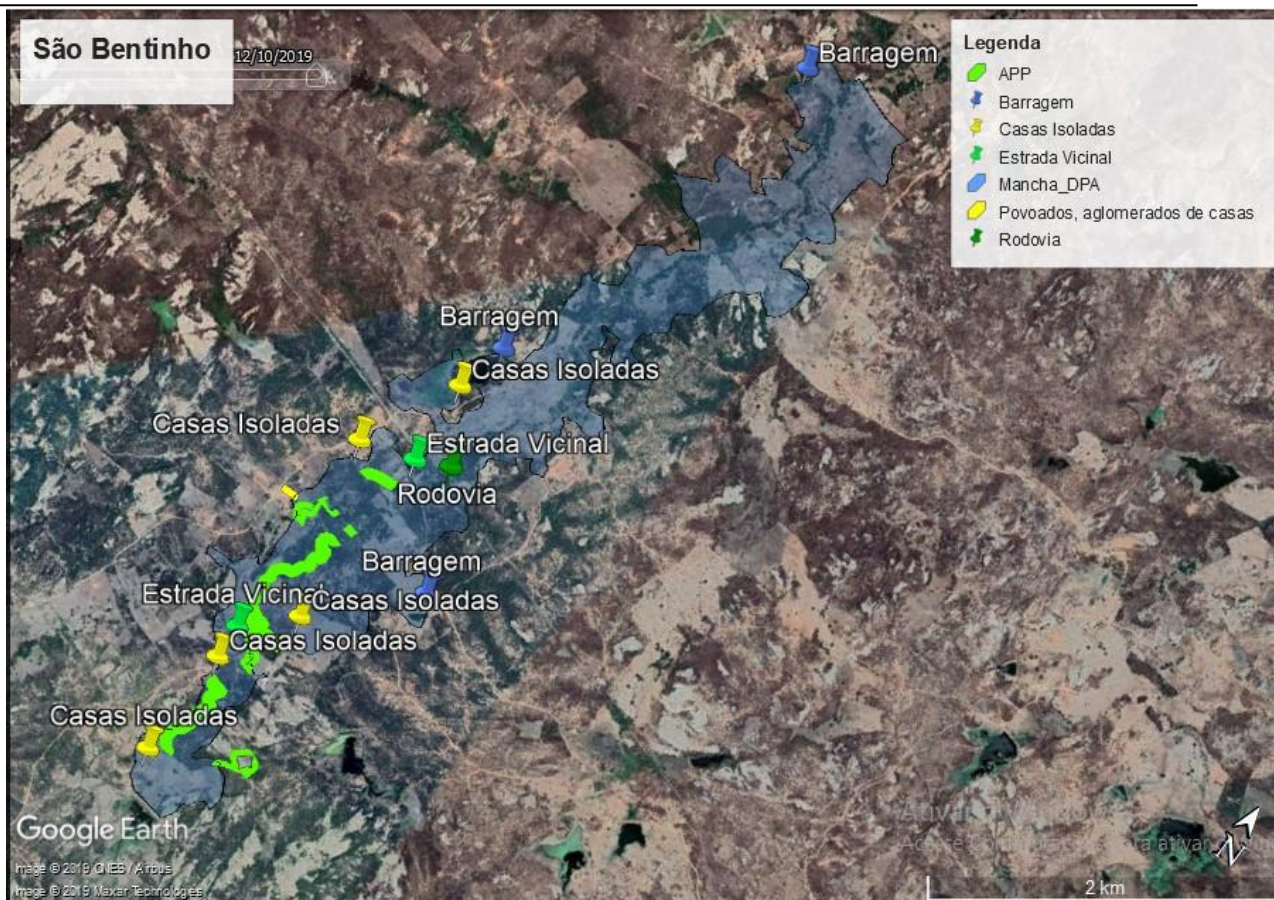 São Bentinho
12/10/2019
Barragem
Legenda
APP
Barragem
Casas Isoladas
Estrada Vicinal
Mancha_DPA
Povoados, aglomerados de casas
Rodovia
Barragem
Casas Isoladas
Casas Isoladas
Estrada Vicinal
Rodovia
Barragem
Estrada Vicinal
Casas Isoladas
Casas Isoladas
Casas Isoladas
Google Earth
Image © 2019 CNES / Airbus
Image © 2019 Maxar Technologies
N
2 km